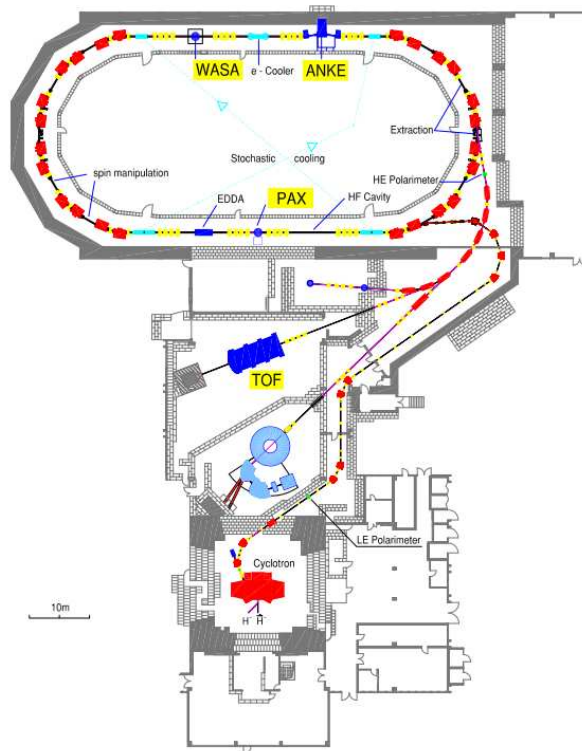 WASA
e - Cooler
ANKE
Extraction
Stochastic cooling
HE Polarimeter
spin manipulation
EDDA
PAX
HF Cavity
TOF
LE Polarimeter
Cyclotron
10m
H⁻ H⁻